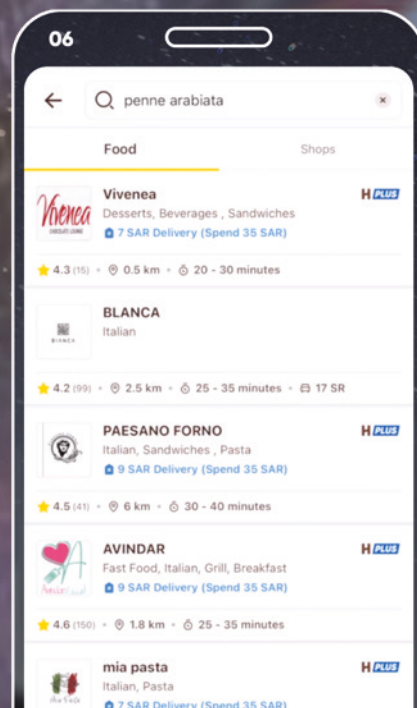 06
penne arabiata
Food
Shops
Vivenea
CHOCOLATE LOVING
Vivenea
H PLUS
Desserts, Beverages , Sandwiches
7 SAR Delivery (Spend 35 SAR)
4.3 (15) • 0.5 km • 20 - 30 minutes
BLANCA
BLANCA
Italian
4.2 (99) • 2.5 km • 25 - 35 minutes • 17 SR
PAESANO FORNO
H PLUS
Italian, Sandwiches , Pasta
9 SAR Delivery (Spend 35 SAR)
4.5 (41) • 6 km • 30 - 40 minutes
AVINDAR
H PLUS
Fast Food, Italian, Grill, Breakfast
9 SAR Delivery (Spend 35 SAR)
4.6 (150) • 1.8 km • 25 - 35 minutes
mia pasta
H PLUS
Italian, Pasta
7 SAR Delivery (Spend 35 SAR)